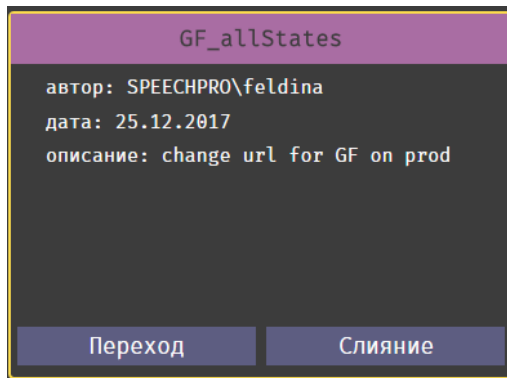 GF_allStates
автор: SPEECHPRO\feldina
дата: 25.12.2017
описание: change url for GF on prod
Переход
Слияние